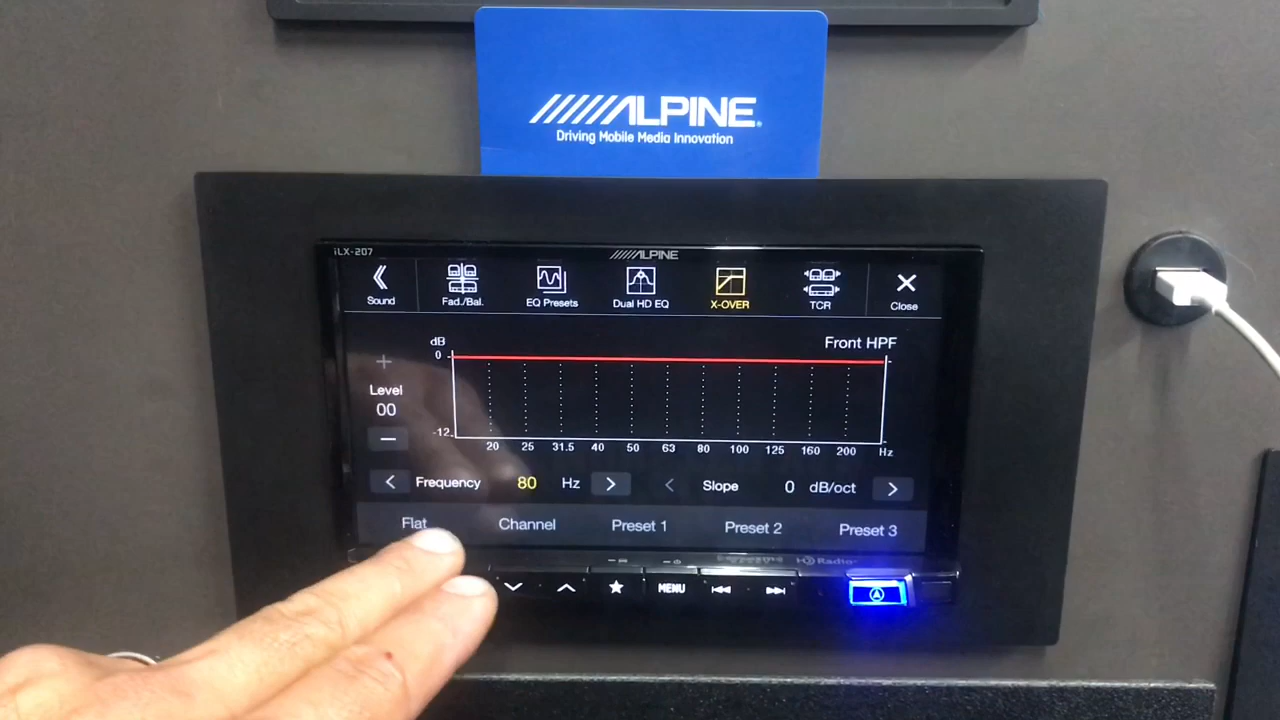 ALPINE
Driving Mobile Media Innovation
iLX-207
ALPINE
Sound
Fad./Bal.
EQ Presets
Dual HD EQ
X-OVER
TCR
Close
dB
Front HPF
0
Level
00
-12
20 25 31.5 40 50 63 80 100 125 160 200 Hz
Frequency 80 Hz
Slope 0 dB/oct
Flat
Channel
Preset 1
Preset 2
Preset 3
HD Radio
MENU